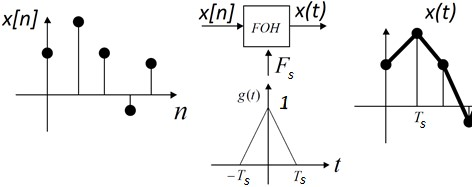 x[n]
n
x[n] FOH x(t)
F_s
g(t) 1
-T_s T_s t
x(t)
T_s